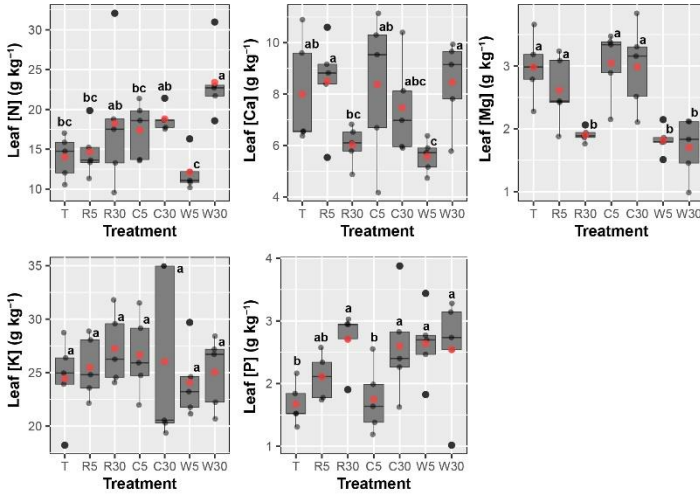 Leaf [N] (g kg⁻¹)
30
25
20
15
10
bc
bc
ab
bc
ab
c
a
T R5 R30 C5 C30 W5 W30
Treatment
Leaf [Ca] (g kg⁻¹)
10
8
6
4
ab
ab
bc
ab
abc
c
a
T R5 R30 C5 C30 W5 W30
Treatment
Leaf [Mg] (g kg⁻¹)
3
2
1
a
a
b
a
a
b
b
T R5 R30 C5 C30 W5 W30
Treatment
Leaf [K] (g kg⁻¹)
35
30
25
20
a
a
a
a
a
a
a
T R5 R30 C5 C30 W5 W30
Treatment
Leaf [P] (g kg⁻¹)
4
3
2
1
b
ab
a
b
a
a
a
T R5 R30 C5 C30 W5 W30
Treatment